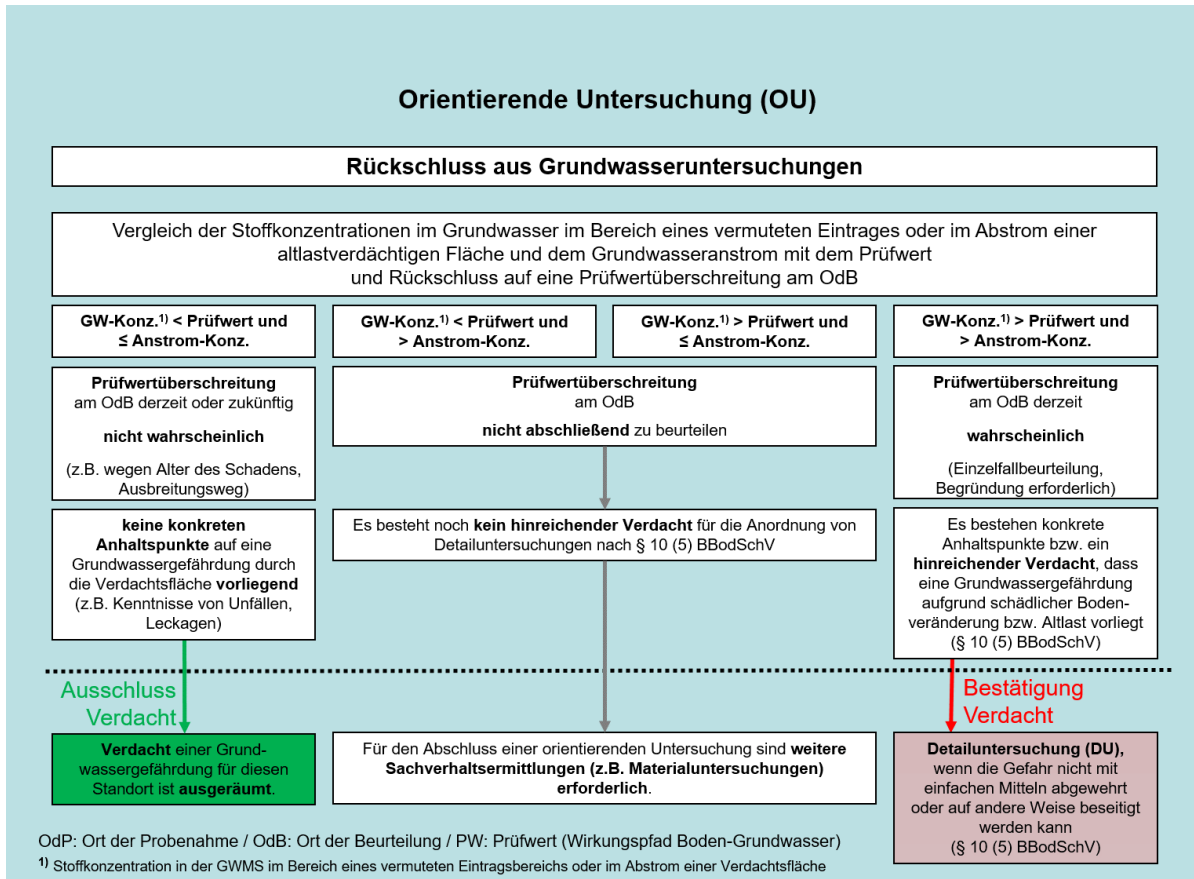 Orientierende Untersuchung (OU)
Rückschluss aus Grundwasseruntersuchungen
Vergleich der Stoffkonzentrationen im Grundwasser im Bereich eines vermuteten Eintrages oder im Abstrom einer
altlastverdächtigen Fläche und dem Grundwasseranstrom mit dem Prüfwert
und Rückschluss auf eine Prüfwertüberschreitung am OdB
GW-Konz.¹⁾ < Prüfwert und
≤ Anstrom-Konz.
GW-Konz.¹⁾ < Prüfwert und
> Anstrom-Konz.
GW-Konz.¹⁾ > Prüfwert und
≤ Anstrom-Konz.
GW-Konz.¹⁾ > Prüfwert und
> Anstrom-Konz.
Prüfwertüberschreitung
am OdB derzeit oder zukünftig
nicht wahrscheinlich
(z.B. wegen Alter des Schadens,
Ausbreitungsweg)
Prüfwertüberschreitung
am OdB
nicht abschließend zu beurteilen
Prüfwertüberschreitung
am OdB derzeit
wahrscheinlich
(Einzelfallbeurteilung,
Begründung erforderlich)
keine konkreten
Anhaltspunkte auf eine
Grundwassergefährdung durch
die Verdachtsfläche vorliegend
(z.B. Kenntnisse von Unfällen,
Leckagen)
Es besteht noch kein hinreichender Verdacht für die Anordnung von
Detailuntersuchungen nach § 10 (5) BBodSchV
Es bestehen konkrete
Anhaltspunkte bzw. ein
hinreichender Verdacht, dass
eine Grundwassergefährdung
aufgrund schädlicher Boden-
veränderung bzw. Altlast vorliegt
(§ 10 (5) BBodSchV)
Ausschluss
Verdacht
Bestätigung
Verdacht
Verdacht einer Grund-
wassergefährdung für diesen
Standort ist ausgeräumt.
Für den Abschluss einer orientierenden Untersuchung sind weitere
Sachverhaltsermittlungen (z.B. Materialuntersuchungen)
erforderlich.
Detailuntersuchung (DU),
wenn die Gefahr nicht mit
einfachen Mitteln abgewehrt
oder auf andere Weise beseitigt
werden kann
(§ 10 (5) BBodSchV)
OdP: Ort der Probenahme / OdB: Ort der Beurteilung / PW: Prüfwert (Wirkungspfad Boden-Grundwasser)
¹⁾ Stoffkonzentration in der GWMS im Bereich eines vermuteten Eintragsbereichs oder im Abstrom einer Verdachtsfläche